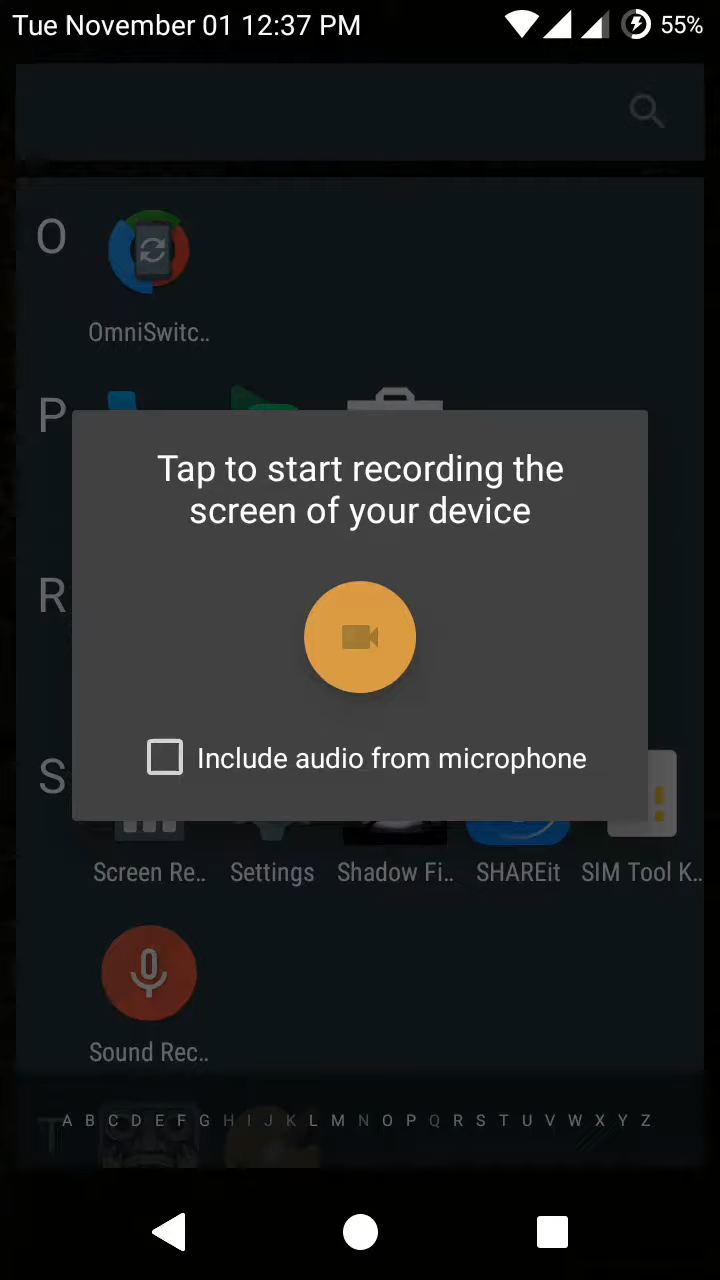 Tue November 01 12:37 PM 55%
O
OmniSwitc..
P
Tap to start recording the
screen of your device
R
Include audio from microphone
S
Screen Re.. Settings Shadow Fi.. SHAREit SIM Tool K..
Sound Rec..
T
A B C D E F G H I J K L M N O P Q R S T U V W X Y Z